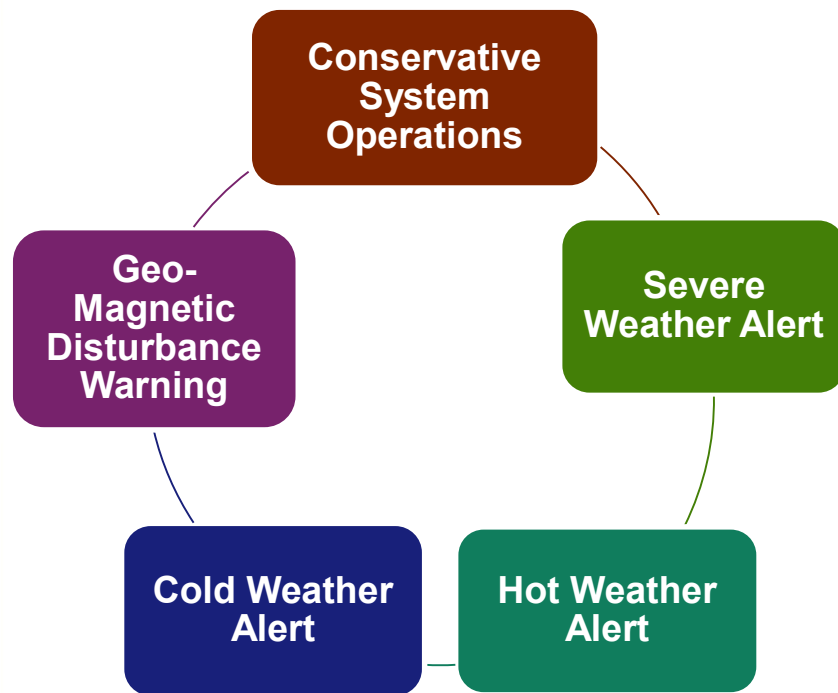 Conservative
System
Operations
Severe
Weather Alert
Hot Weather
Alert
Cold Weather
Alert
Geo-
Magnetic
Disturbance
Warning